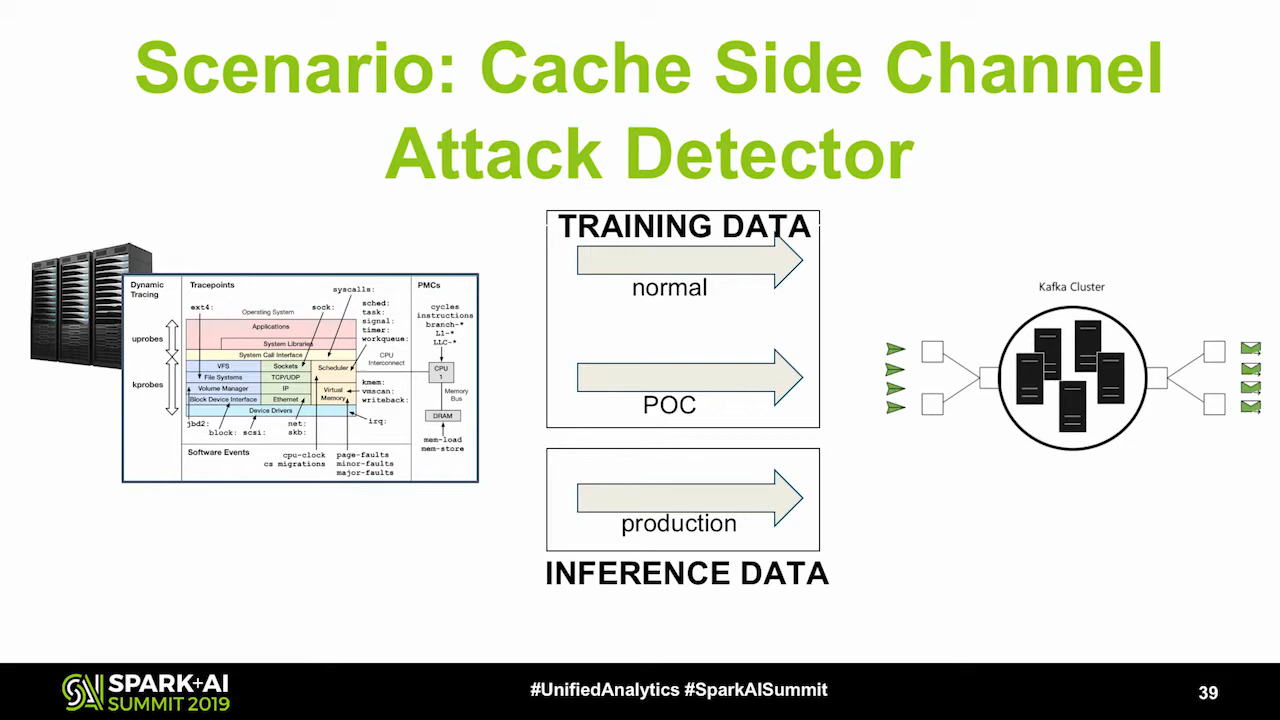 Scenario: Cache Side Channel
Attack Detector
Dynamic
Tracing
uprobes
kprobes
Tracepoints
syscalls:
ext4:
sock:
Operating System
Applications
System Libraries
System Call Interface
VFS
Sockets
File Systems
TCP/UDP
Volume Manager
IP
Block Device Interface
Ethernet
Device Drivers
Scheduler
Virtual
Memory
sched:
task:
signal:
timer:
workqueue:
CPU
Interconnect
kmem:
vmscan:
writeback:
irq:
jbd2:
block:
scsi:
net:
skb:
Software Events
cpu-clock
cs migrations
page-faults
minor-faults
major-faults
PMCs
cycles
instructions
branch-*
L1-*
LLC-*
CPU
1
Memory
Bus
DRAM
mem-load
mem-store
TRAINING DATA
normal
POC
production
INFERENCE DATA
Kafka Cluster
SPARK+AI
SUMMIT 2019
#UnifiedAnalytics #SparkAISummit
39